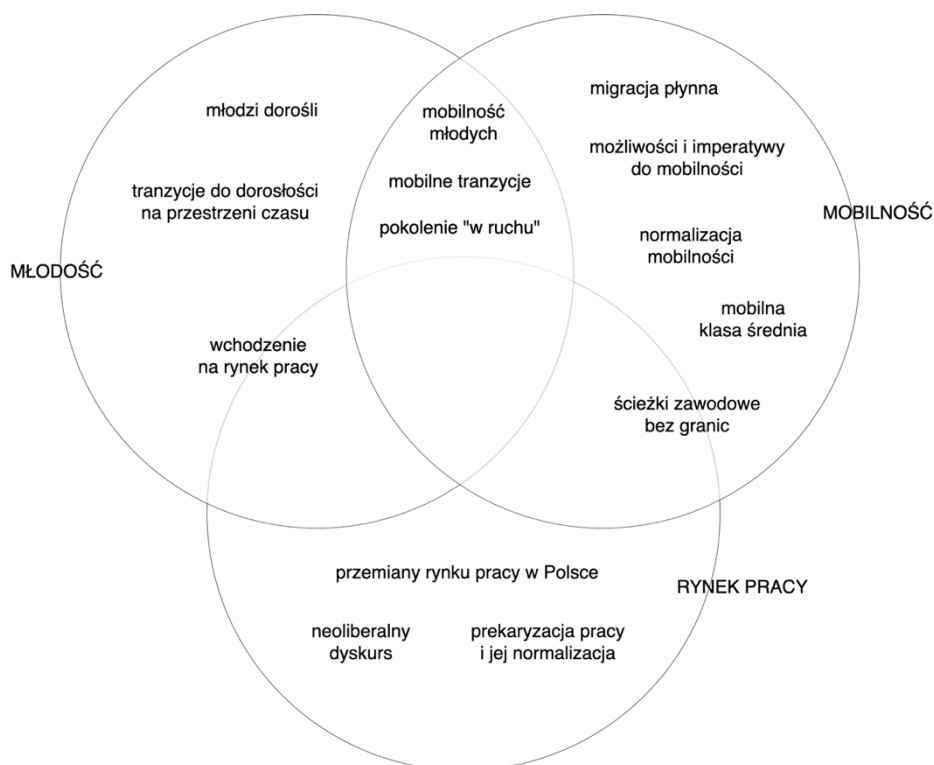 młodzi dorośli
tranzycje do dorosłości
na przestrzeni czasu
MŁODOŚĆ
wchodzenie
na rynek pracy
mobilność
młodych
mobilne tranzycje
pokolenie "w ruchu"
migracja płynna
możliwości i imperatywy
do mobilności
MOBILNOŚĆ
normalizacja
mobilności
mobilna
klasa średnia
ścieżki zawodowe
bez granic
przemiany rynku pracy w Polsce
RYNEK PRACY
neoliberalny
dyskurs
prekaryzacja pracy
i jej normalizacja